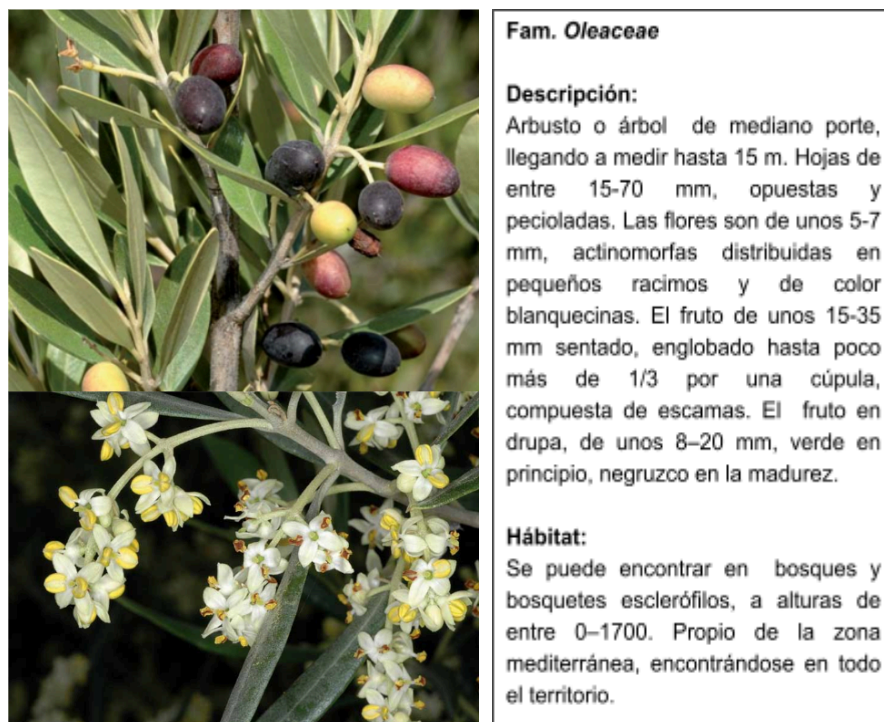 Fam. Oleaceae
Descripción:
Arbusto o árbol de mediano porte,
llegando a medir hasta 15 m. Hojas de
entre 15-70 mm, opuestas y
pecioladas. Las flores son de unos 5-7
mm, actinomorfas distribuidas en
pequeños racimos y de color
blanquecinas. El fruto de unos 15-35
mm sentado, englobado hasta poco
más de 1/3 por una cúpula,
compuesta de escamas. El fruto en
drupa, de unos 8–20 mm, verde en
principio, negruzco en la madurez.
Hábitat:
Se puede encontrar en bosques y
bosquetes esclerófilos, a alturas de
entre 0–1700. Propio de la zona
mediterránea, encontrándose en todo
el territorio.